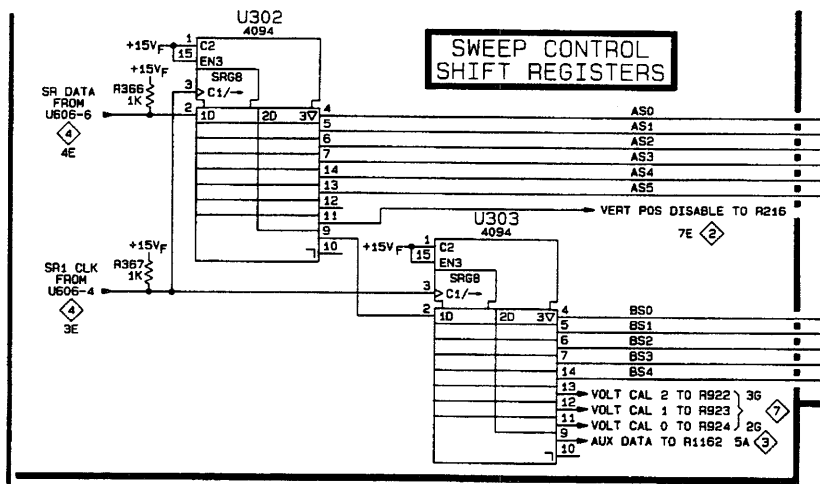 U302
4094
+15VF
1
15
C2
EN3
SWEEP CONTROL
SHIFT REGISTERS
+15VF
R366
1K
SRG8
3
C1/→
SR DATA
FROM
U606-6
4
4E
2
1D
2D
3▽
4
AS0
5
AS1
6
AS2
7
AS3
14
AS4
13
AS5
12
11
VERT POS DISABLE TO R216
7E 2
9
10
U303
4094
+15VF
1
15
C2
EN3
+15VF
R367
1K
SRG8
SR1 CLK
FROM
U606-4
4
3E
3
C1/→
2
1D
2D
3▽
4
BS0
5
BS1
6
BS2
7
BS3
14
BS4
13
VOLT CAL 2 TO R922 3G
12
VOLT CAL 1 TO R923 7
11
VOLT CAL 0 TO R924 2G
9
AUX DATA TO R1162 5A 3
10